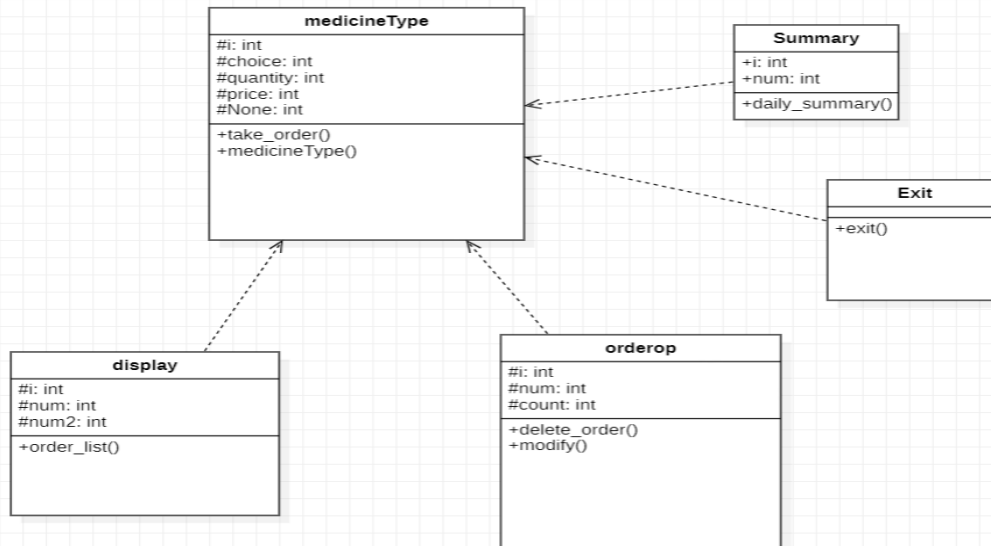 medicineType
#i: int
#choice: int
#quantity: int
#price: int
#None: int
+take_order()
+medicineType()
Summary
+i: int
+num: int
+daily_summary()
Exit
+exit()
display
#i: int
#num: int
#num2: int
+order_list()
orderop
#i: int
#num: int
#count: int
+delete_order()
+modify()